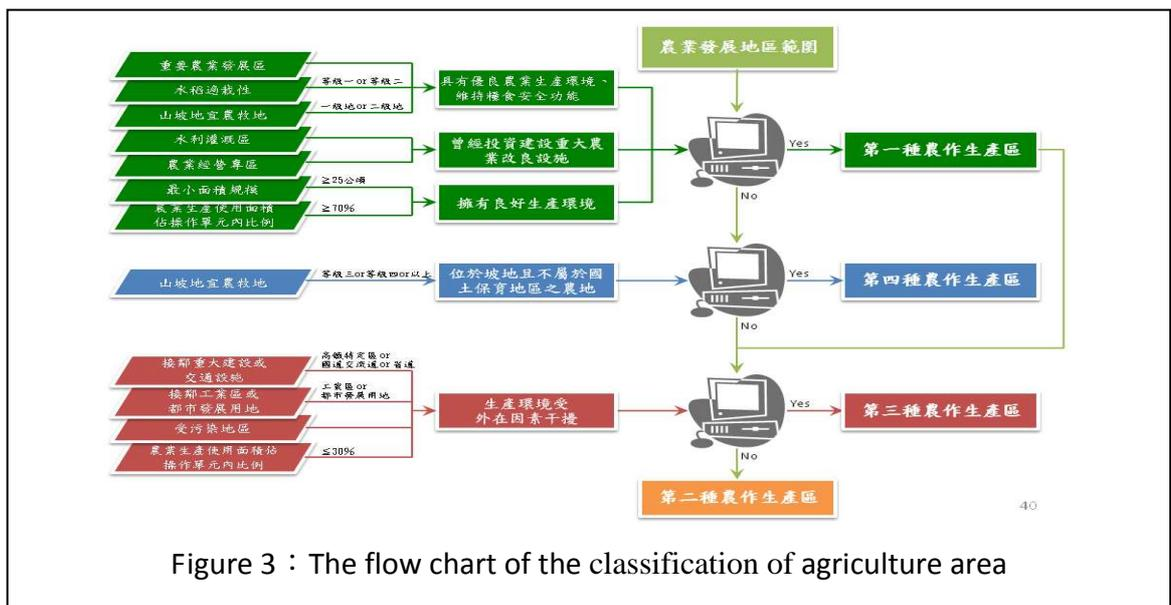 農業發展地區範圍
重要農業發展區
水稻適栽性
等級一or等級二
山坡地宜農牧地
一級地or二級地
具有優良農業生產環境、
維持糧食安全功能
水利灌溉區
農業經營專區
曾經投資建設重大農
業改良設施
最小面積規模
≥25公頃
農業生產使用面積
佔操作單元內比例
≥70%
擁有良好生產環境
Yes
第一種農作生產區
No
山坡地宜農牧地
等級三or等級四or以上
位於坡地且不屬於國
土保育地區之農地
Yes
第四種農作生產區
No
接鄰重大建設或
交通設施
高鐵特定區or
國道交流道or省道
接鄰工業區或
都市發展用地
工業區or
都市發展用地
受污染地區
農業生產使用面積佔
操作單元內比例
≤30%
生產環境受
外在因素干擾
Yes
第三種農作生產區
No
第二種農作生產區
40
Figure 3：The flow chart of the classification of agriculture area